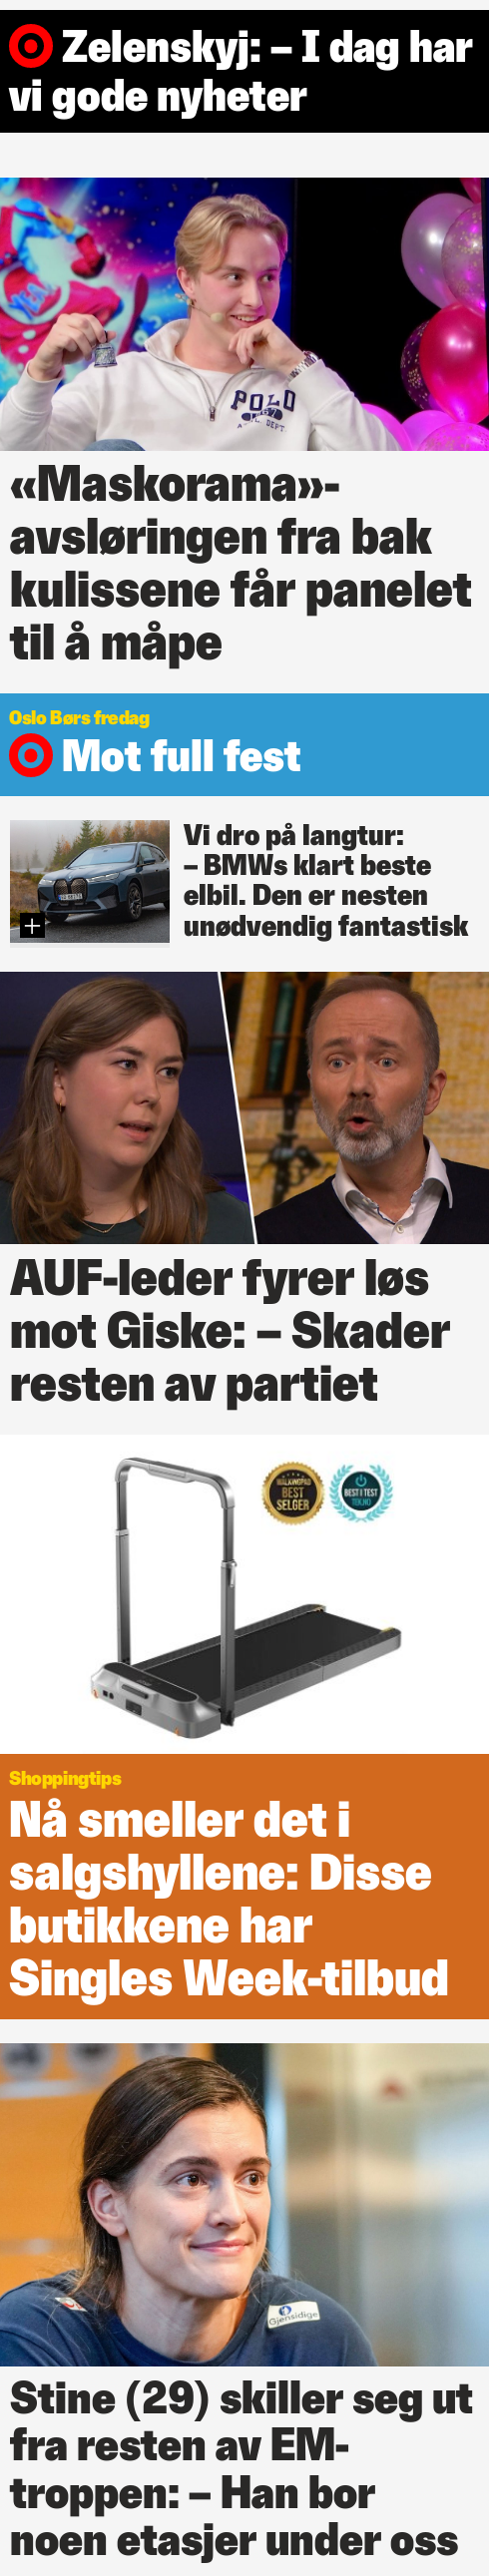 Zelenskyj: – I dag har
vi gode nyheter
POLO
67
«Maskorama»-
avsløringen fra bak
kulissene får panelet
til å måpe
Oslo Børs fredag
Mot full fest
Vi dro på langtur:
– BMWs klart beste
elbil. Den er nesten
unødvendig fantastisk
AUF-leder fyrer løs
mot Giske: – Skader
resten av partiet
BEST
SELGER
BEST I TEST
TEK.NO
Shoppingtips
Nå smeller det i
salgshyllene: Disse
butikkene har
Singles Week-tilbud
Gjensidige
Stine (29) skiller seg ut
fra resten av EM-
troppen: – Han bor
noen etasjer under oss